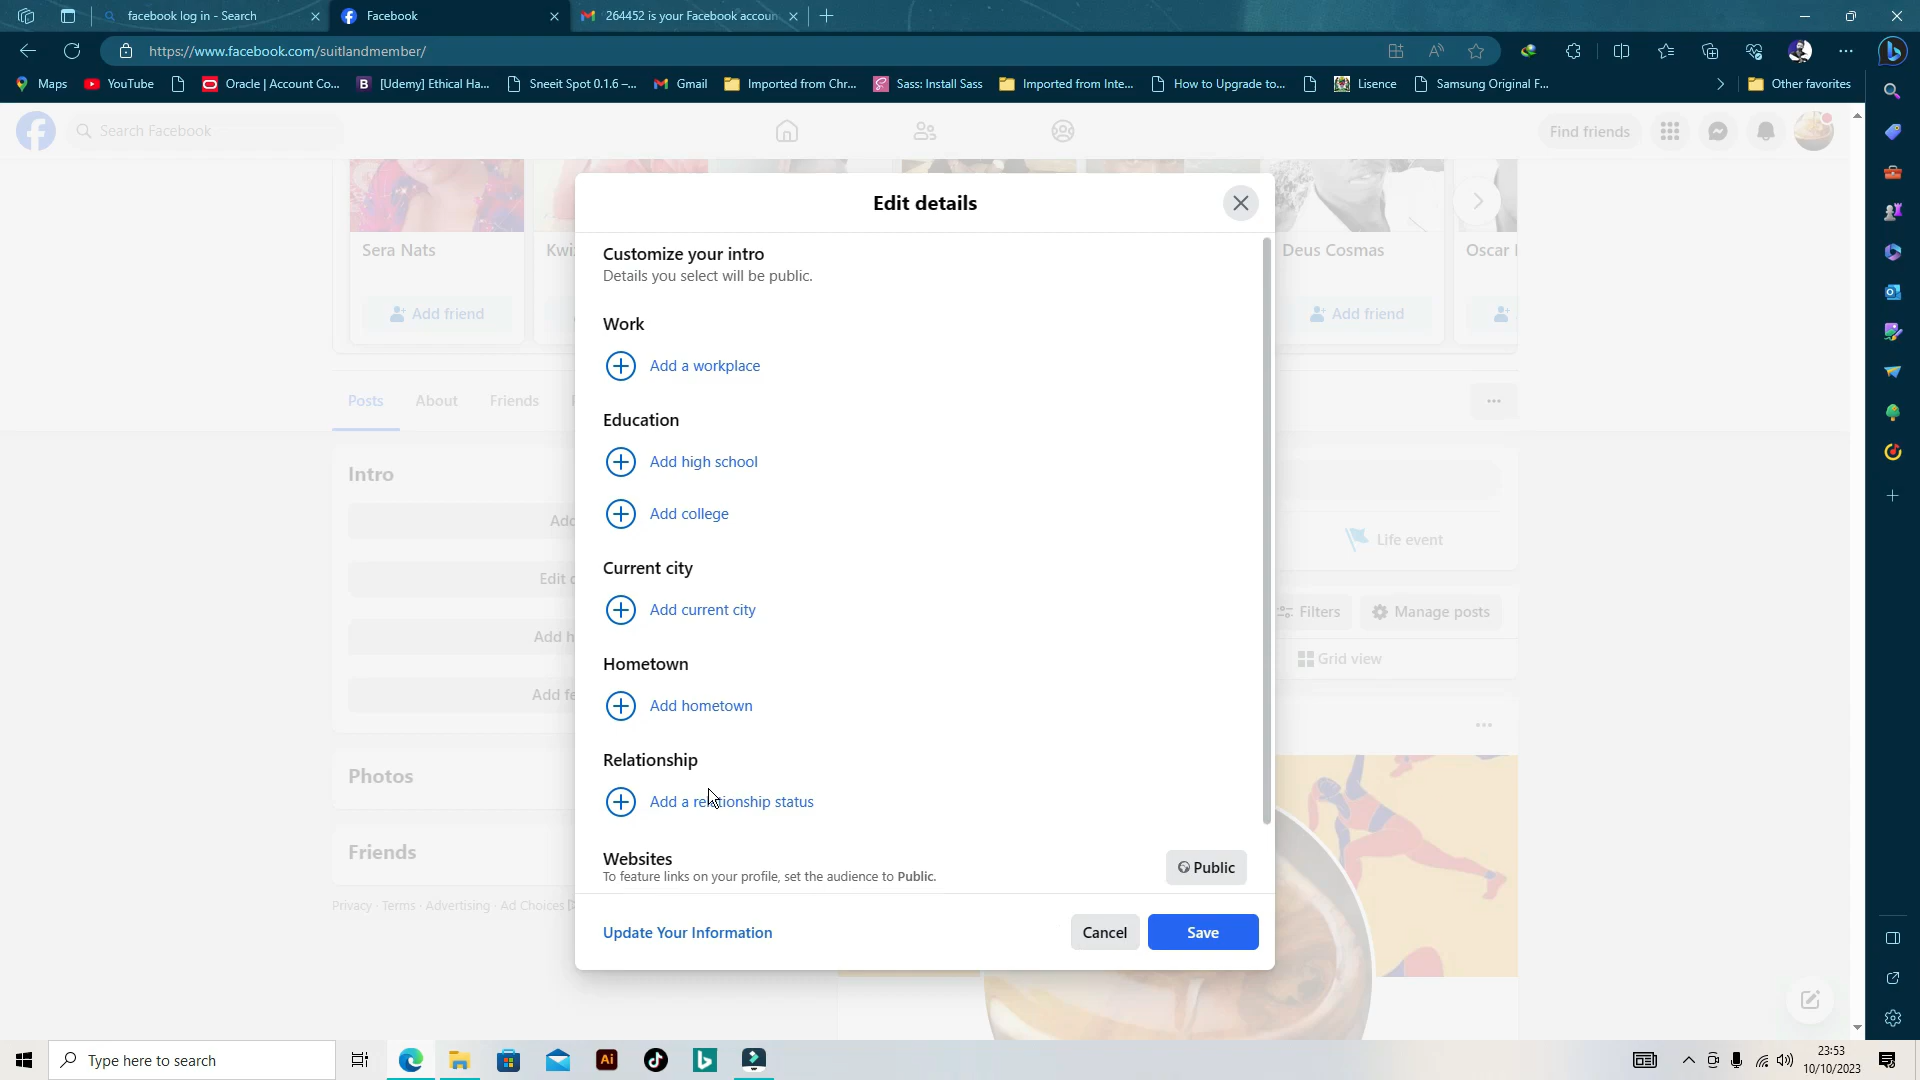 facebook log in - Search
Facebook
264452 is your Facebook accoun
https://www.facebook.com/suitlandmember/
Maps
YouTube
Oracle | Account Co...
[Udemy] Ethical Ha...
Sneeit Spot 0.1.6 –...
Gmail
Imported from Chr...
Sass: Install Sass
Imported from Inte...
How to Upgrade to...
Lisence
Samsung Original F...
Other favorites
Search Facebook
Find friends
Sera Nats
Deus Cosmas
Add friend
Add friend
Posts
About
Friends
Intro
Photos
Friends
Privacy · Terms · Advertising · Ad Choices
Life event
Filters
Manage posts
Grid view
Edit details
Customize your intro
Details you select will be public.
Work
Add a workplace
Education
Add high school
Add college
Current city
Add current city
Hometown
Add hometown
Relationship
Add a relationship status
Websites
To feature links on your profile, set the audience to Public.
Public
Update Your Information
Cancel
Save
Type here to search
Ai
23:53
10/10/2023